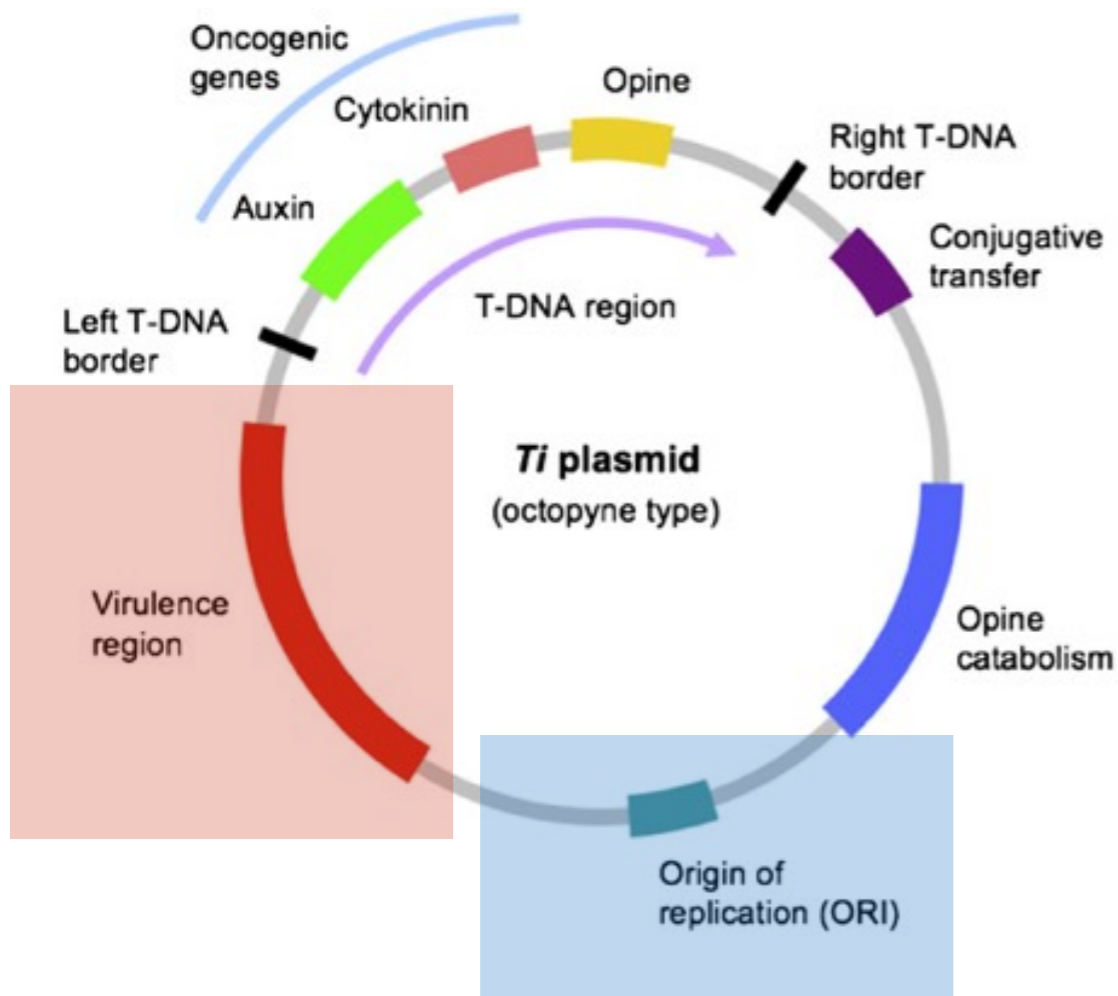 Oncogenic
genes
Cytokinin
Opine
Right T-DNA
border
Auxin
Conjugative
transfer
T-DNA region
Left T-DNA
border
Ti plasmid
(octopyne type)
Virulence
region
Opine
catabolism
Origin of
replication (ORI)